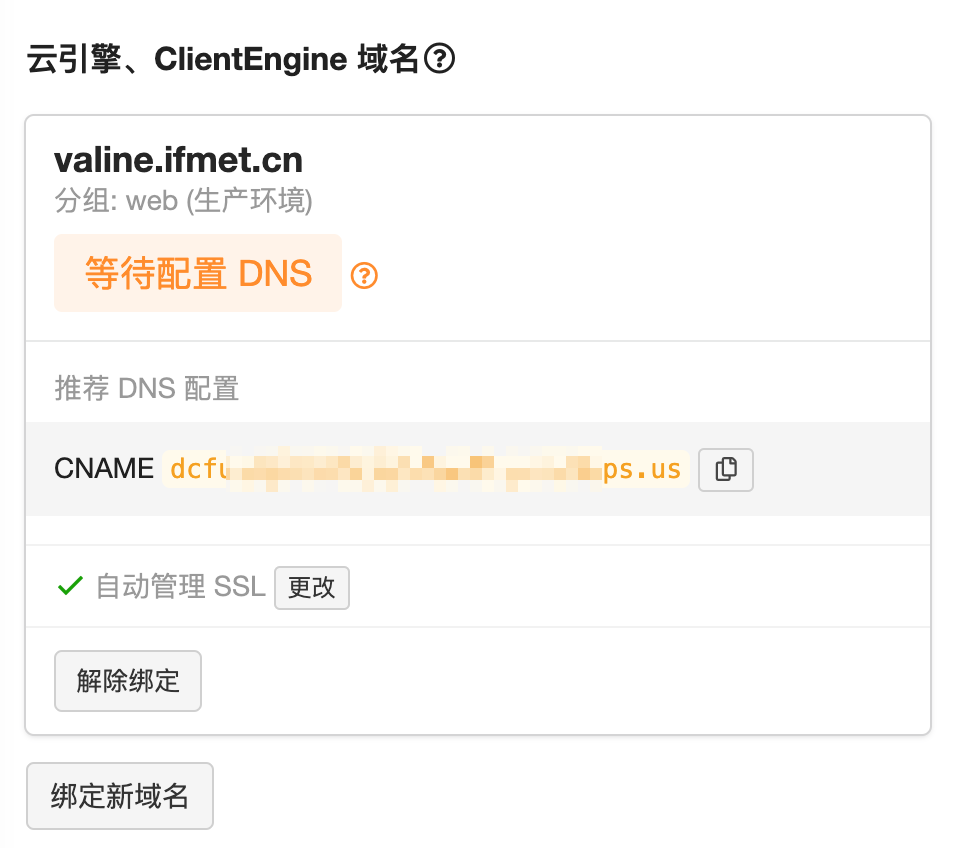 云引擎、ClientEngine 域名
valine.ifmet.cn
分组: web (生产环境)
等待配置 DNS
推荐 DNS 配置
CNAME dcfu ps.us
自动管理 SSL 更改
解除绑定
绑定新域名